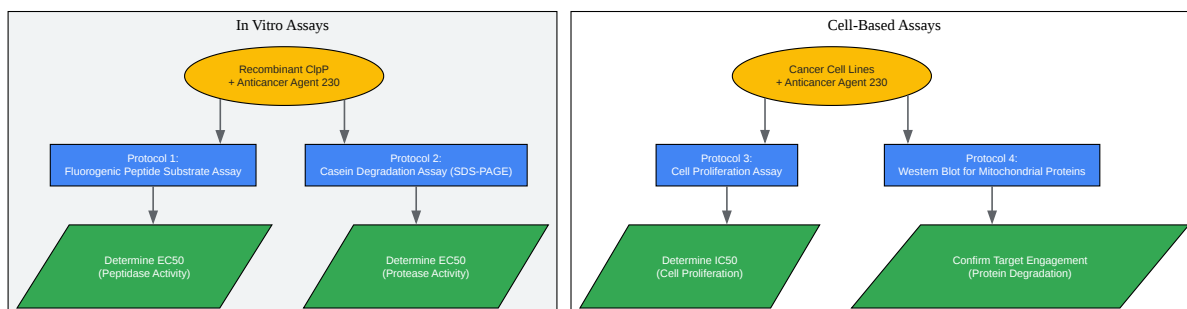 In Vitro Assays
Recombinant ClpP
+ Anticancer Agent 230
Protocol 1:
Fluorogenic Peptide Substrate Assay
Protocol 2:
Casein Degradation Assay (SDS-PAGE)
Determine EC50
(Peptidase Activity)
Determine EC50
(Protease Activity)
Cell-Based Assays
Cancer Cell Lines
+ Anticancer Agent 230
Protocol 3:
Cell Proliferation Assay
Protocol 4:
Western Blot for Mitochondrial Proteins
Determine IC50
(Cell Proliferation)
Confirm Target Engagement
(Protein Degradation)